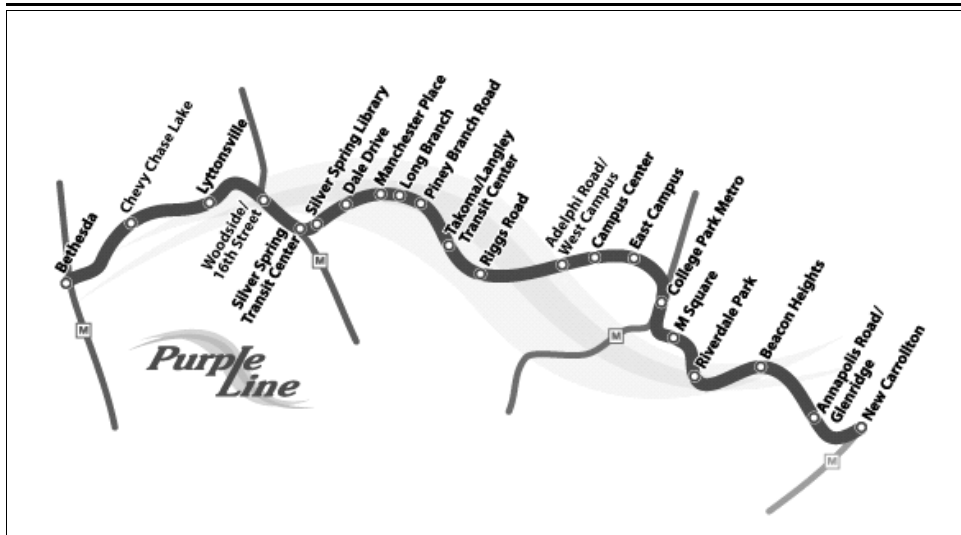 Bethesda
Chevy Chase Lake
Lyttonsville
Woodside/
16th Street
Silver Spring
Transit Center
Silver Spring Library
Dale Drive
Manchester Place
Long Branch
Piney Branch Road
Takoma/Langley
Transit Center
Riggs Road
Adelphi Road/
West Campus
Campus Center
East Campus
College Park Metro
M Square
Riverdale Park
Beacon Heights
Annapolis Road/
Glenridge
New Carrollton
M
M
M
M
Purple
Line